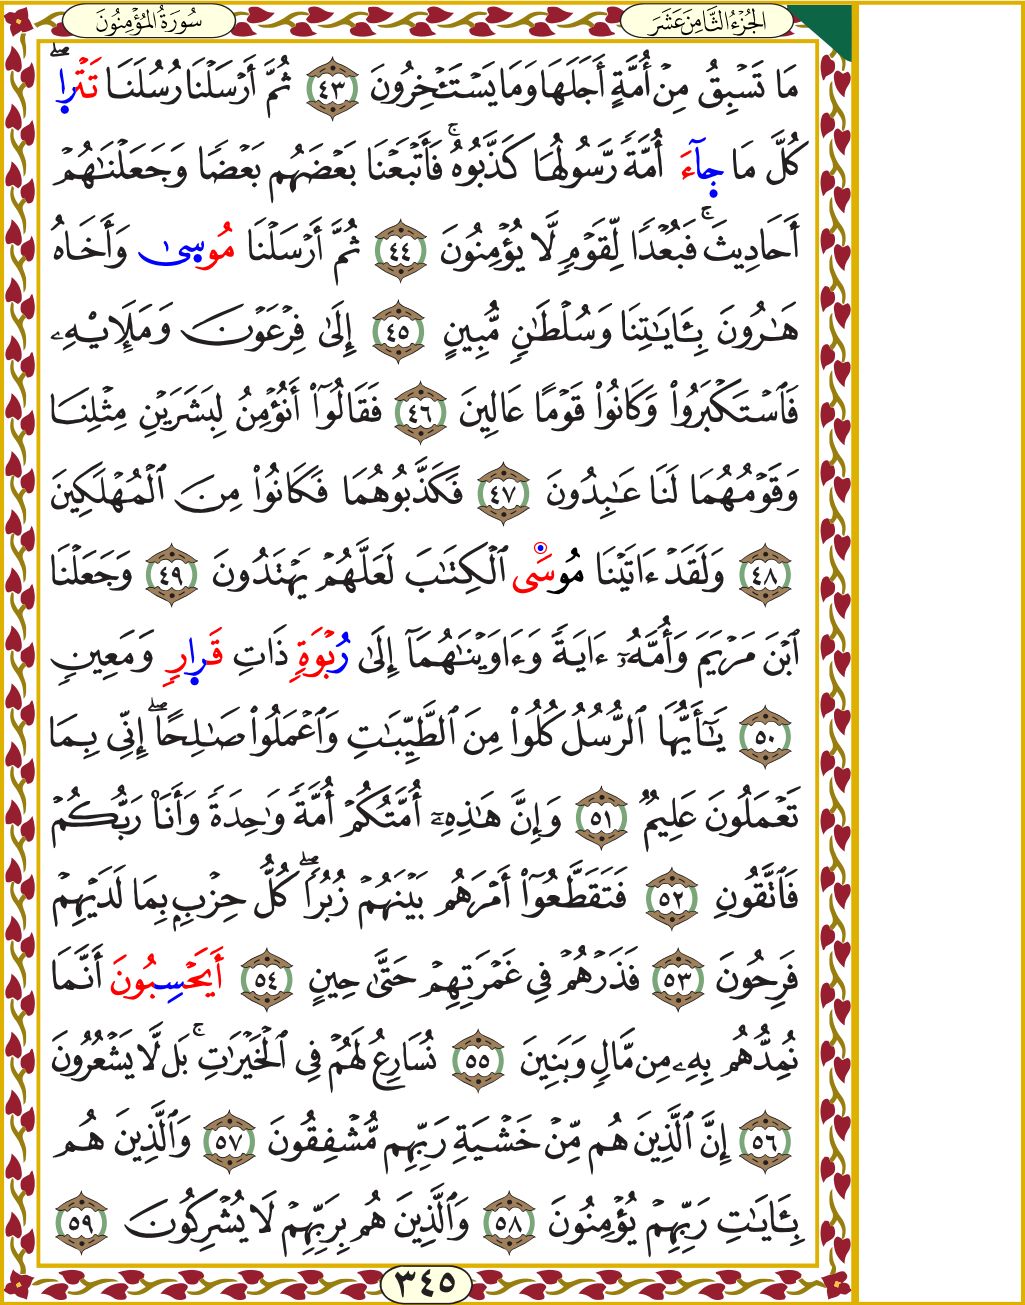 الجُزْءُ الثَّامِنَ عَشَرَ
سُورَةُ المُؤْمِنُونَ
مَا تَسْبِقُ مِنْ أُمَّةٍ أَجَلَهَا وَمَا يَسْتَـْٔخِرُونَ ٤٣ ثُمَّ أَرْسَلْنَا رُسُلَنَا تَتْرَا ۖ
كُلَّ مَا جَآءَ أُمَّةً رَّسُولُهَا كَذَّبُوهُ ۚ فَأَتْبَعْنَا بَعْضَهُم بَعْضًا وَجَعَلْنَـٰهُمْ
أَحَادِيثَ ۚ فَبُعْدًا لِّقَوْمٍ لَّا يُؤْمِنُونَ ٤٤ ثُمَّ أَرْسَلْنَا مُوسٜىٰ وَأَخَاهُ
هَـٰرُونَ بِـَٔايَـٰتِنَا وَسُلْطَـٰنٍ مُّبِينٍ ٤٥ إِلَىٰ فِرْعَوْنَ وَمَلَإِي۟هِۦ
فَٱسْتَكْبَرُوا۟ وَكَانُوا۟ قَوْمًا عَالِينَ ٤٦ فَقَالُوٓا۟ أَنُؤْمِنُ لِبَشَرَيْنِ مِثْلِنَا
وَقَوْمُهُمَا لَنَا عَـٰبِدُونَ ٤٧ فَكَذَّبُوهُمَا فَكَانُوا۟ مِنَ ٱلْمُهْلَكِينَ
٤٨ وَلَقَدْ ءَاتَيْنَا مُوسَى ٱلْكِتَـٰبَ لَعَلَّهُمْ يَهْتَدُونَ ٤٩ وَجَعَلْنَا
ٱبْنَ مَرْيَمَ وَأُمَّهُۥٓ ءَايَةً وَءَاوَيْنَـٰهُمَآ إِلَىٰ رُبْوَةٍ ذَاتِ قَرَارٍ وَمَعِينٍ
٥٠ يَـٰٓأَيُّهَا ٱلرُّسُلُ كُلُوا۟ مِنَ ٱلطَّيِّبَـٰتِ وَٱعْمَلُوا۟ صَـٰلِحًا ۖ إِنِّى بِمَا
تَعْمَلُونَ عَلِيمٌ ٥١ وَإِنَّ هَـٰذِهِۦٓ أُمَّتُكُمْ أُمَّةً وَٰحِدَةً وَأَنَا۠ رَبُّكُمْ
فَٱتَّقُونِ ٥٢ فَتَقَطَّعُوٓا۟ أَمْرَهُم بَيْنَهُمْ زُبُرًا ۖ كُلُّ حِزْبٍۭ بِمَا لَدَيْهِمْ
فَرِحُونَ ٥٣ فَذَرْهُمْ فِى غَمْرَتِهِمْ حَتَّىٰ حِينٍ ٥٤ أَيَحْسِبُونَ أَنَّمَا
نُمِدُّهُم بِهِۦ مِن مَّالٍ وَبَنِينَ ٥٥ نُسَارِعُ لَهُمْ فِى ٱلْخَيْرَٰتِ ۚ بَل لَّا يَشْعُرُونَ
٥٦ إِنَّ ٱلَّذِينَ هُم مِّنْ خَشْيَةِ رَبِّهِم مُّشْفِقُونَ ٥٧ وَٱلَّذِينَ هُم
بِـَٔايَـٰتِ رَبِّهِمْ يُؤْمِنُونَ ٥٨ وَٱلَّذِينَ هُم بِرَبِّهِمْ لَا يُشْرِكُونَ ٥٩
٣٤٥